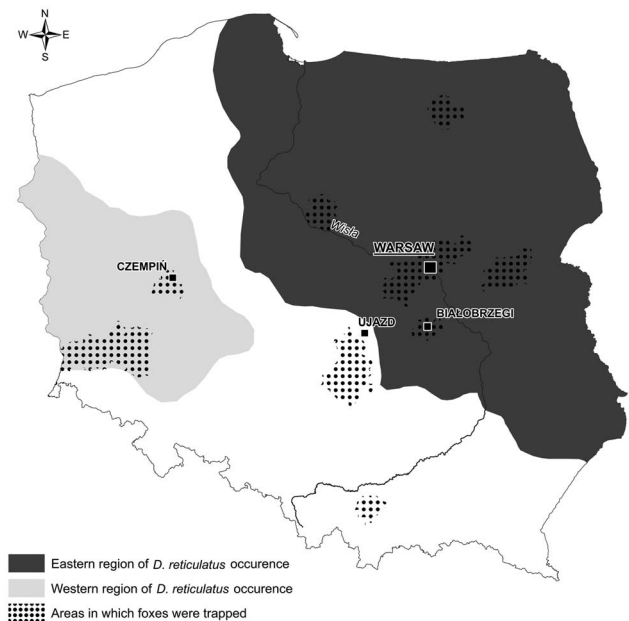 N
W E
S
Wisła
WARSAW
CZEMPIŃ
BIAŁOBRZEGI
UJAZD
Eastern region of D. reticulatus occurence
Western region of D. reticulatus occurence
Areas in which foxes were trapped